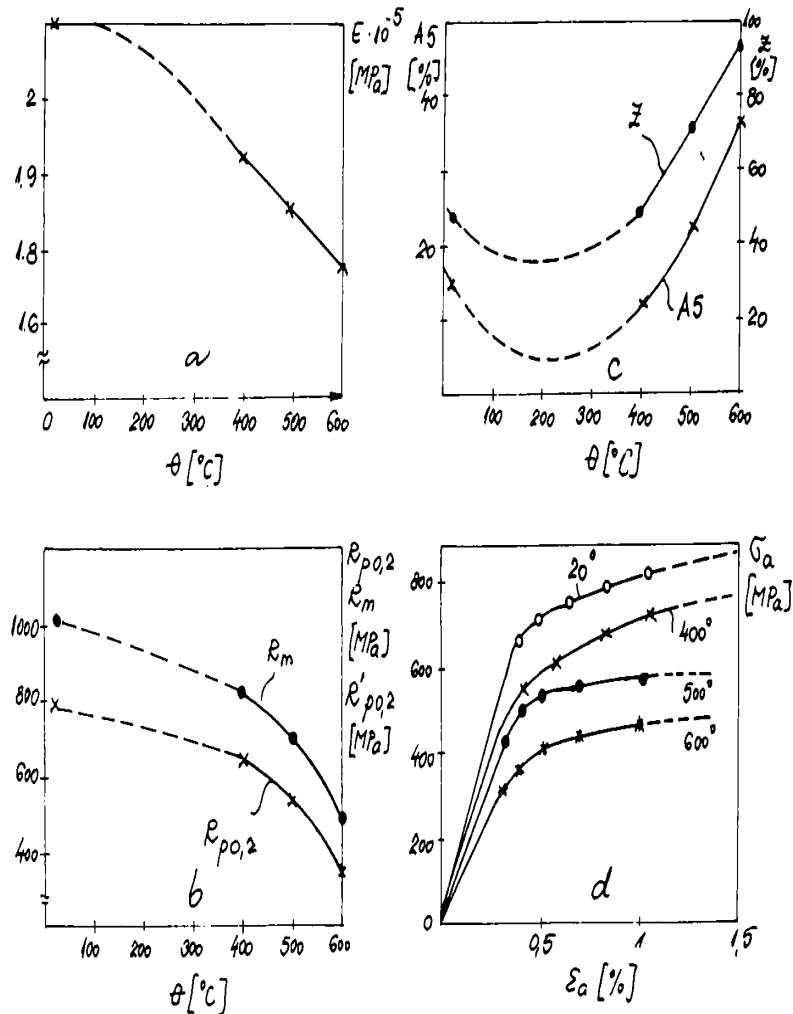 E·10⁻⁵
[MPa]
2
1,9
1.8
1.6
a
0 100 200 300 400 500 600
θ [°C]
A5
[%]
40
20
100
Z
[%]
80
60
40
20
Z
A5
c
100 200 300 400 500 600
θ [°C]
Rp0,2
Rm
[MPa]
R'p0,2
[MPa]
1000
800
600
400
Rm
Rp0,2
b
100 200 300 400 500 600
θ [°C]
σa
[MPa]
800
600
400
200
0
20°
400°
500°
600°
d
0,5 1 1,5
εa [%]